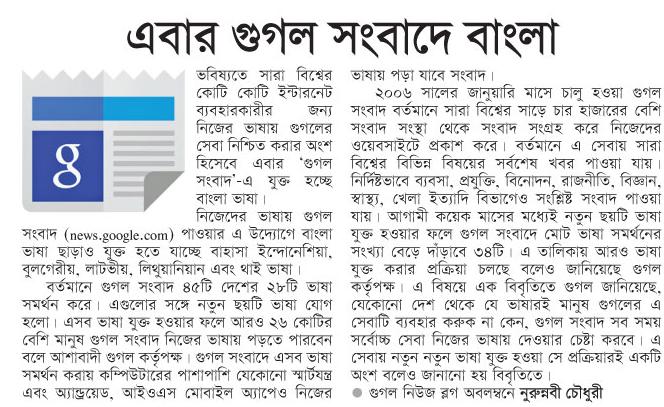 এবার গুগল সংবাদে বাংলা
g
ভবিষ্যতে সারা বিশ্বের
কোটি কোটি ইন্টারনেট
ব্যবহারকারীর জন্য
নিজের ভাষায় গুগলের
সেবা নিশ্চিত করার অংশ
হিসেবে এবার ‘গুগল
সংবাদ’-এ যুক্ত হচ্ছে
বাংলা ভাষা।
নিজেদের ভাষায় গুগল
সংবাদ (news.google.com) পাওয়ার এ উদ্যোগে বাংলা
ভাষা ছাড়াও যুক্ত হতে যাচ্ছে বাহাসা ইন্দোনেশিয়া,
বুলগেরীয়, লাটভীয়, লিথুয়ানিয়ান এবং থাই ভাষা।
বর্তমানে গুগল সংবাদ ৪৫টি দেশের ২৮টি ভাষা
সমর্থন করে। এগুলোর সঙ্গে নতুন ছয়টি ভাষা যোগ
হলো। এসব ভাষা যুক্ত হওয়ার ফলে আরও ২৬ কোটির
বেশি মানুষ গুগল সংবাদ নিজের ভাষায় পড়তে পারবেন
বলে আশাবাদী গুগল কর্তৃপক্ষ। গুগল সংবাদে এসব ভাষা
সমর্থন করায় কম্পিউটারের পাশাপাশি যেকোনো স্মার্টযন্ত্র
এবং অ্যান্ড্রয়েড, আইওএস মোবাইল অ্যাপেও নিজের
ভাষায় পড়া যাবে সংবাদ।
২০০৬ সালের জানুয়ারি মাসে চালু হওয়া গুগল
সংবাদ বর্তমানে সারা বিশ্বের সাড়ে চার হাজারের বেশি
সংবাদ সংস্থা থেকে সংবাদ সংগ্রহ করে নিজেদের
ওয়েবসাইটে প্রকাশ করে। বর্তমানে এ সেবায় সারা
বিশ্বের বিভিন্ন বিষয়ের সর্বশেষ খবর পাওয়া যায়।
নির্দিষ্টভাবে ব্যবসা, প্রযুক্তি, বিনোদন, রাজনীতি, বিজ্ঞান,
স্বাস্থ্য, খেলা ইত্যাদি বিভাগেও সংশ্লিষ্ট সংবাদ পাওয়া
যায়। আগামী কয়েক মাসের মধ্যেই নতুন ছয়টি ভাষা
যুক্ত হওয়ার ফলে গুগল সংবাদে মোট ভাষা সমর্থনের
সংখ্যা বেড়ে দাঁড়াবে ৩৪টি। এ তালিকায় আরও ভাষা
যুক্ত করার প্রক্রিয়া চলছে বলেও জানিয়েছে গুগল
কর্তৃপক্ষ। এ বিষয়ে এক বিবৃতিতে গুগল জানিয়েছে,
যেকোনো দেশ থেকে যে ভাষারই মানুষ গুগলের এ
সেবাটি ব্যবহার করুক না কেন, গুগল সংবাদ সব সময়
সর্বোচ্চ সেবা নিজের ভাষায় দেওয়ার চেষ্টা করবে। এ
সেবায় নতুন নতুন ভাষা যুক্ত হওয়া সে প্রক্রিয়ারই একটি
অংশ বলেও জানানো হয় বিবৃতিতে।
● গুগল নিউজ ব্লগ অবলম্বনে নুরুন্নবী চৌধুরী